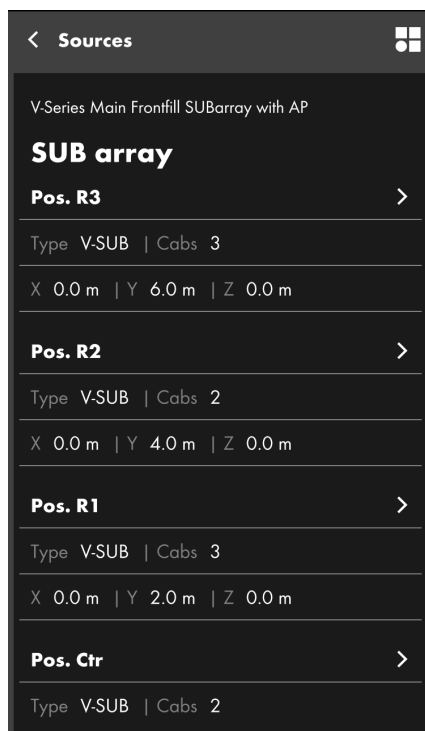 Sources
V-Series Main Frontfill SUBarray with AP
SUB array
Pos. R3
Type V-SUB | Cabs 3
X 0.0 m | Y 6.0 m | Z 0.0 m
Pos. R2
Type V-SUB | Cabs 2
X 0.0 m | Y 4.0 m | Z 0.0 m
Pos. R1
Type V-SUB | Cabs 3
X 0.0 m | Y 2.0 m | Z 0.0 m
Pos. Ctr
Type V-SUB | Cabs 2